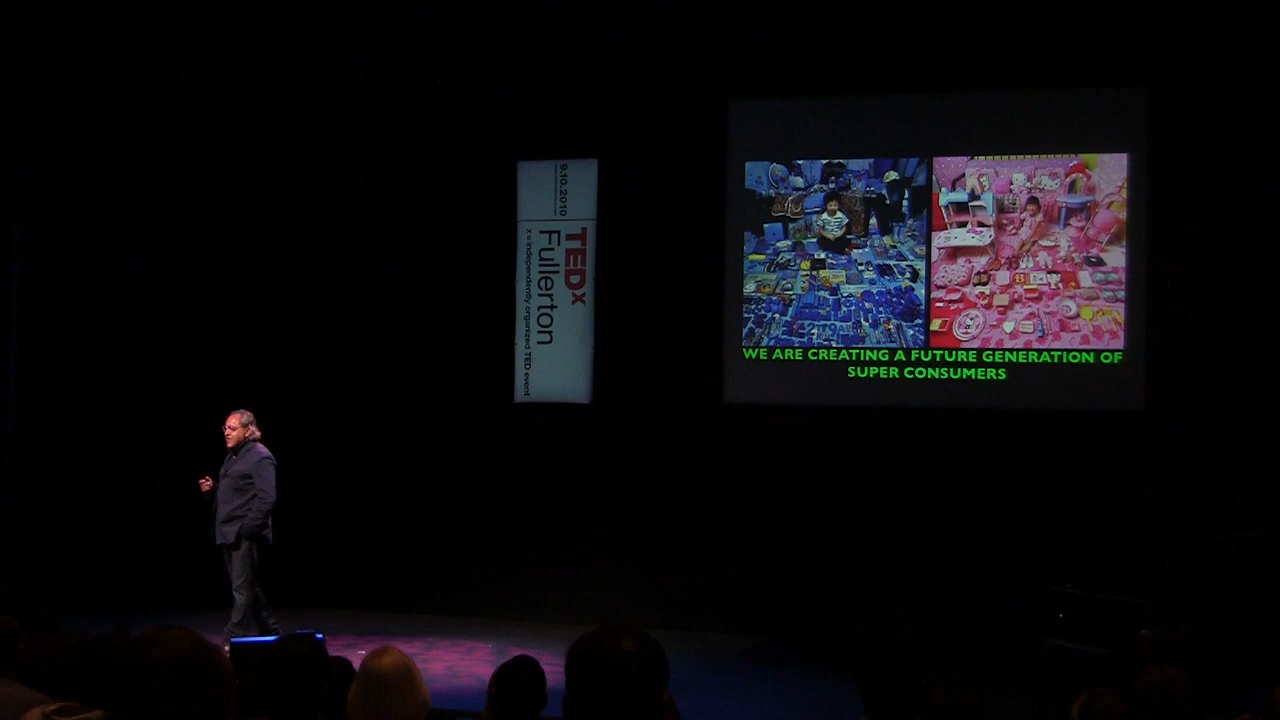 9.10.2010
TEDx
Fullerton
x = independently organized TED event
WE ARE CREATING A FUTURE GENERATION OF
SUPER CONSUMERS